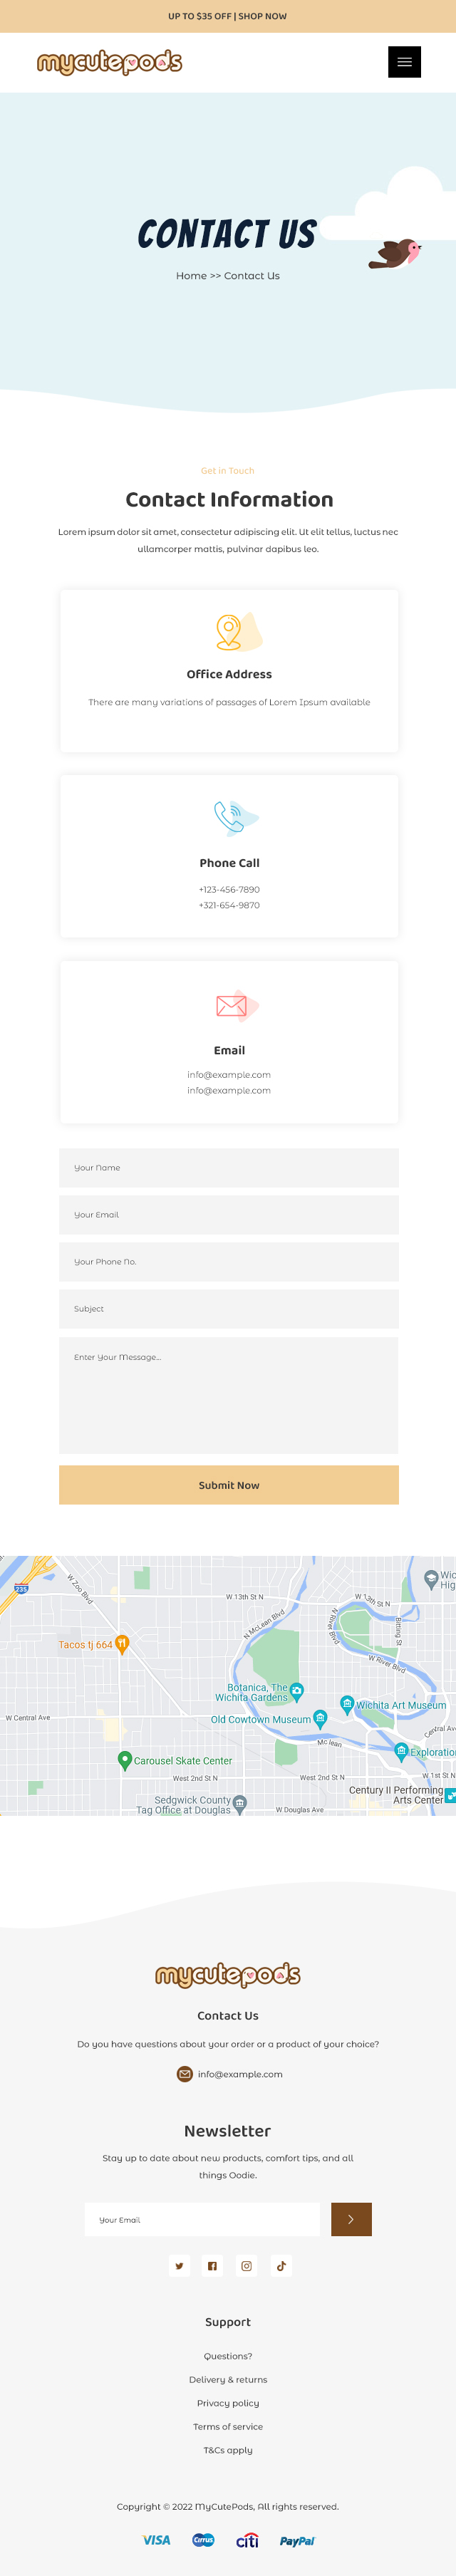 UP TO $35 OFF | SHOP NOW
mycutepods
CONTACT US
Home >> Contact Us
Get in Touch
Contact Information
Lorem ipsum dolor sit amet, consectetur adipiscing elit. Ut elit tellus, luctus nec
ullamcorper mattis, pulvinar dapibus leo.
Office Address
There are many variations of passages of Lorem Ipsum available
Phone Call
+123-456-7890
+321-654-9870
Email
info@example.com
info@example.com
Your Name
Your Email
Your Phone No.
Subject
Enter Your Message...
Submit Now
235
W Zoo Blvd
Wic
High
W 13th St N
W 13th St N
N McLean Blvd
N River Blvd
Bitting St
Tacos tj 664
W River Blvd
Botanica, The
Wichita Gardens
Wichita Art Museum
W Central Ave
Old Cowtown Museum
Central Ave
Mc lean
Exploration
Carousel Skate Center
West 2nd St N
West 2nd St N
W 1st St N
Century II Performing
Arts Center
Sedgwick County
Tag Office at Douglas
W Douglas Ave
mycutepods
Contact Us
Do you have questions about your order or a product of your choice?
info@example.com
Newsletter
Stay up to date about new products, comfort tips, and all
things Oodie.
Your Email
Support
Questions?
Delivery & returns
Privacy policy
Terms of service
T&Cs apply
Copyright © 2022 MyCutePods, All rights reserved.
VISA
Cirrus
citi
PayPal